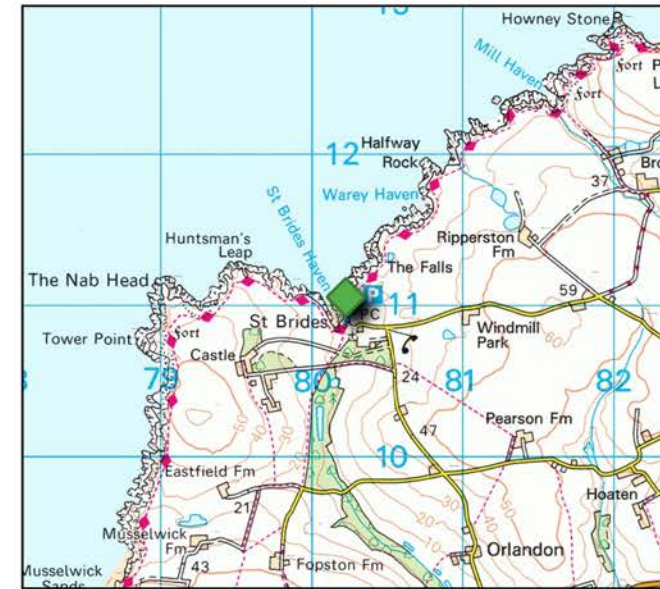 13
Howney Stone
Mill Haven
Fort
P
L
Fort
12
Halfway
Rock
Bro
37
Warey Haven
St Brides Haven
Huntsman's
Leap
Ripperston
Fm
The Nab Head
The Falls
59
P
11
PC
St Brides
Windmill
Park
Tower Point
Fort
60
Castle
79
80
24
81
82
50
40
30
Pearson Fm
47
10
Eastfield Fm
Hoaten
21
Musselwick
Fm
Orlandon
43
Fopston Fm
Musselwick
Sands